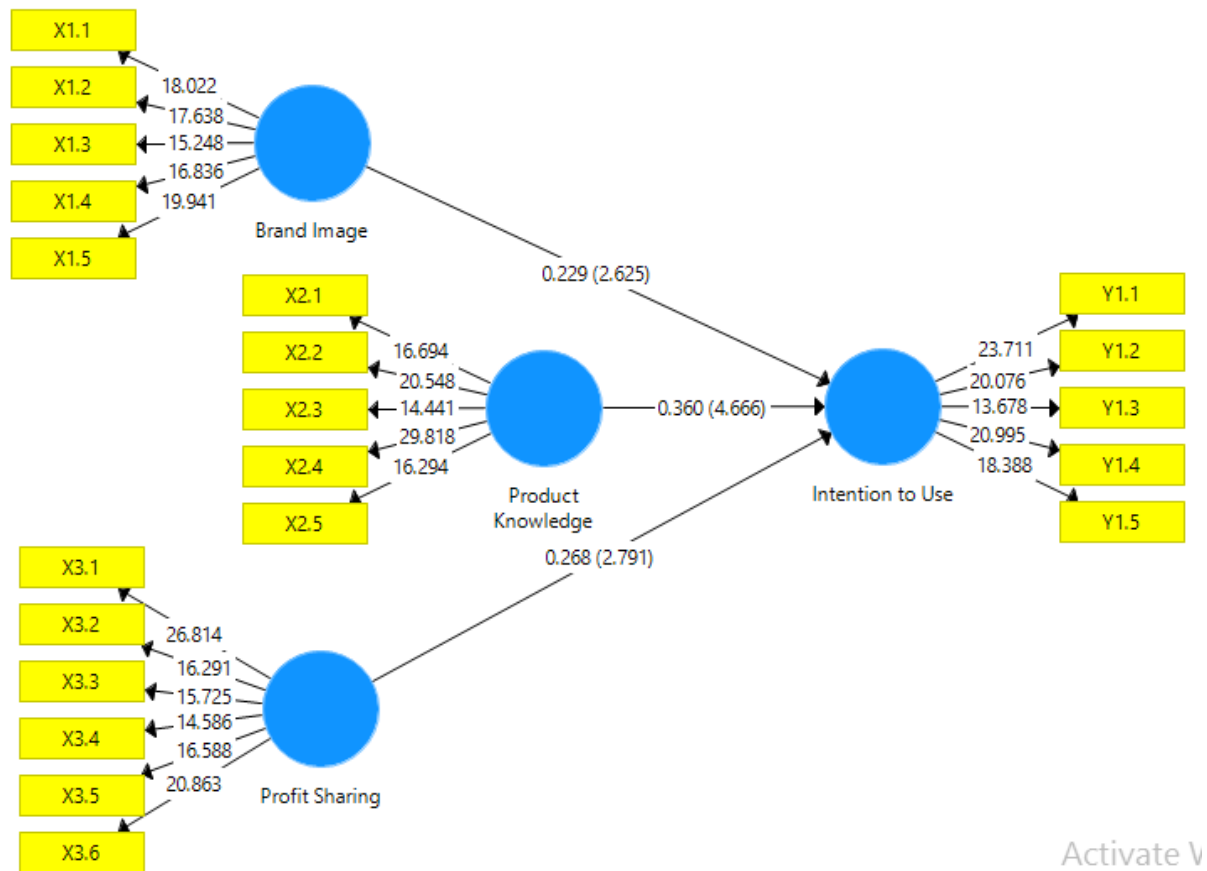 X1.1
X1.2
X1.3
X1.4
X1.5
18.022
17.638
15.248
16.836
19.941
Brand Image
0.229 (2.625)
X2.1
X2.2
X2.3
X2.4
X2.5
16.694
20.548
14.441
29.818
16.294
Product
Knowledge
0.360 (4.666)
Intention to Use
23.711
20.076
13.678
20.995
18.388
Y1.1
Y1.2
Y1.3
Y1.4
Y1.5
X3.1
X3.2
X3.3
X3.4
X3.5
X3.6
26.814
16.291
15.725
14.586
16.588
20.863
Profit Sharing
0.268 (2.791)
Activate